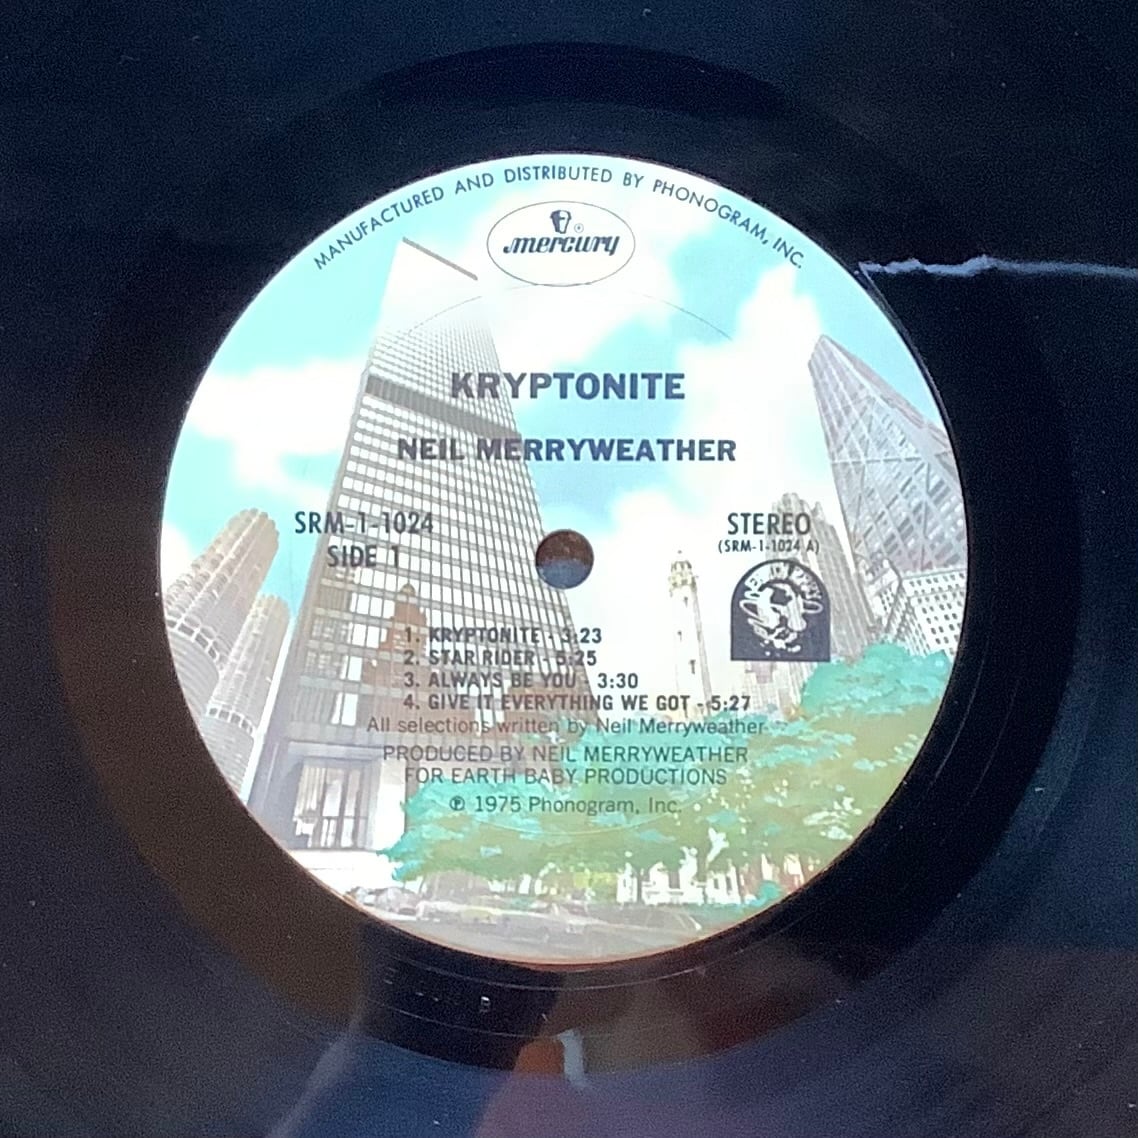 MANUFACTURED AND DISTRIBUTED BY PHONOGRAM, INC.
mercury
®
KRYPTONITE
NEIL MERRYWEATHER
SRM-1-1024
SIDE 1
STEREO
(SRM-1-1024 A)
1. KRYPTONITE - 3:23
2. STAR RIDER - 5:25
3. ALWAYS BE YOU - 3:30
4. GIVE IT EVERYTHING WE GOT - 5:27
All selections written by Neil Merryweather
PRODUCED BY NEIL MERRYWEATHER
FOR EARTH BABY PRODUCTIONS
℗ 1975 Phonogram, Inc.